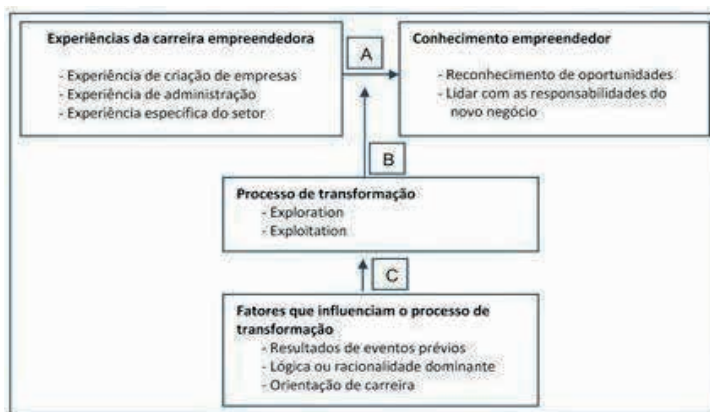 Experiências da carreira empreendedora
- Experiência de criação de empresas
- Experiência de administração
- Experiência específica do setor
A
Conhecimento empreendedor
- Reconhecimento de oportunidades
- Lidar com as responsabilidades do
novo negócio
B
Processo de transformação
- Exploration
- Exploitation
C
Fatores que influenciam o processo de
transformação
- Resultados de eventos prévios
- Lógica ou racionalidade dominante
- Orientação de carreira